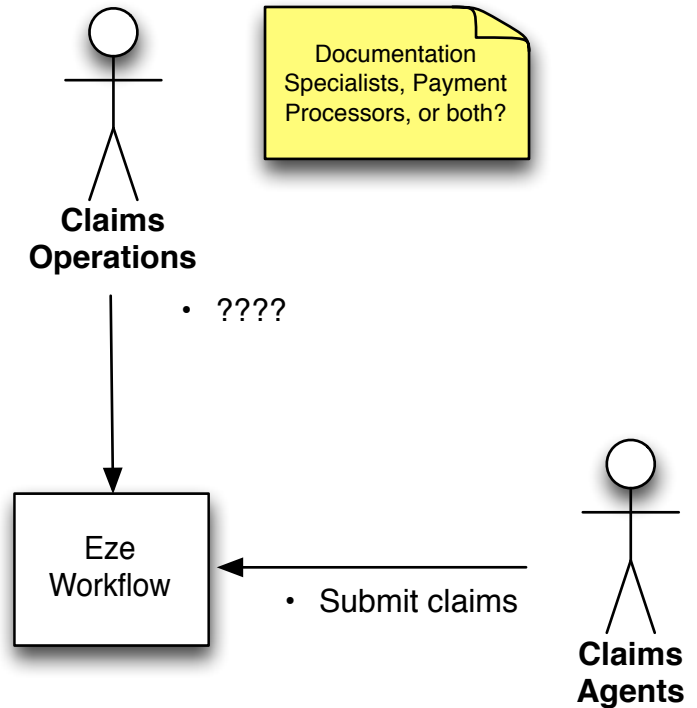 Documentation
Specialists, Payment
Processors, or both?
Claims
Operations
• ????
Eze
Workflow
• Submit claims
Claims
Agents